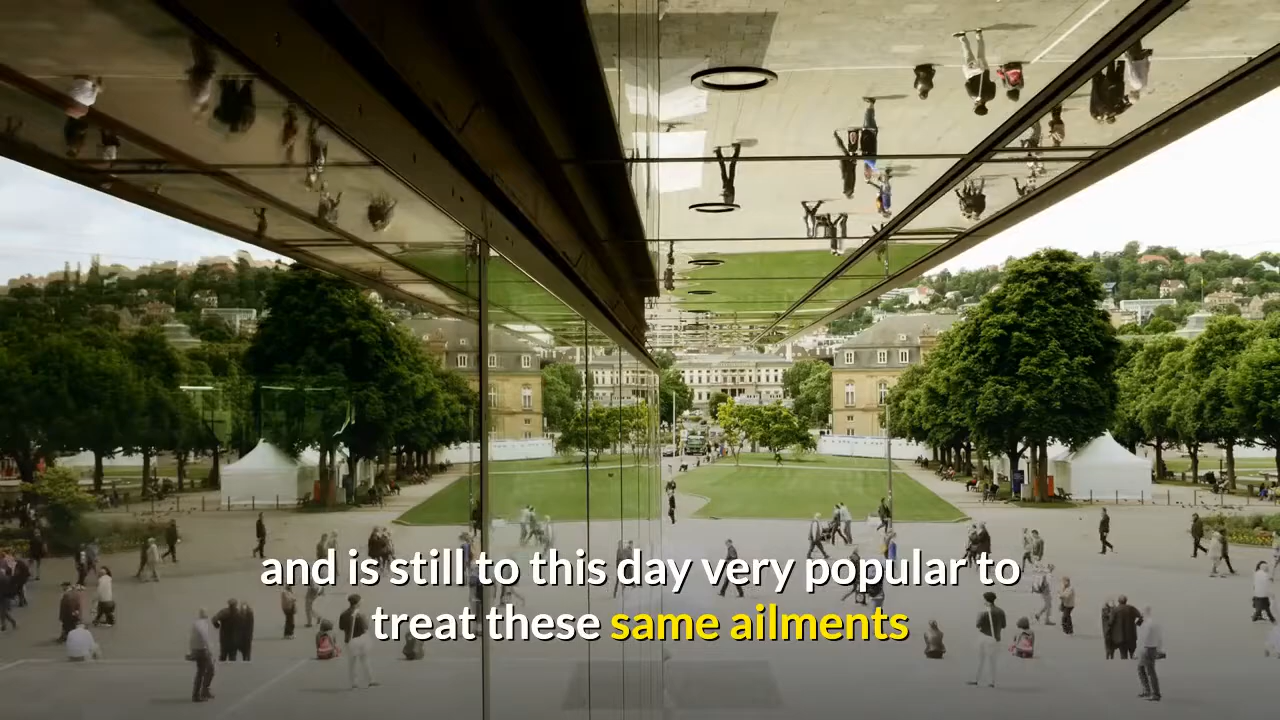 and is still to this day very popular to
treat these same ailments